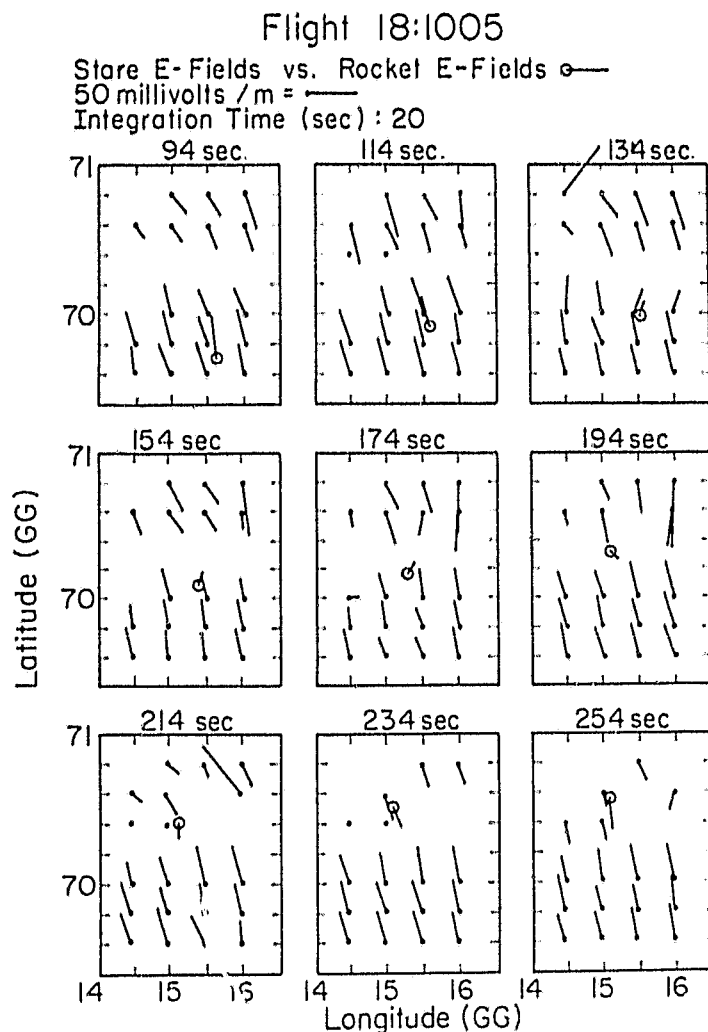 Flight 18:1005
Stare E-Fields vs. Rocket E-Fields
50 millivolts/m =
Integration Time (sec): 20
94 sec. 114 sec. 134 sec.
71
70
154 sec 174 sec 194 sec
71
70
Latitude (GG)
214 sec 234 sec 254 sec
71
70
14 15 16 14 15 16 14 15 16
Longitude (GG)